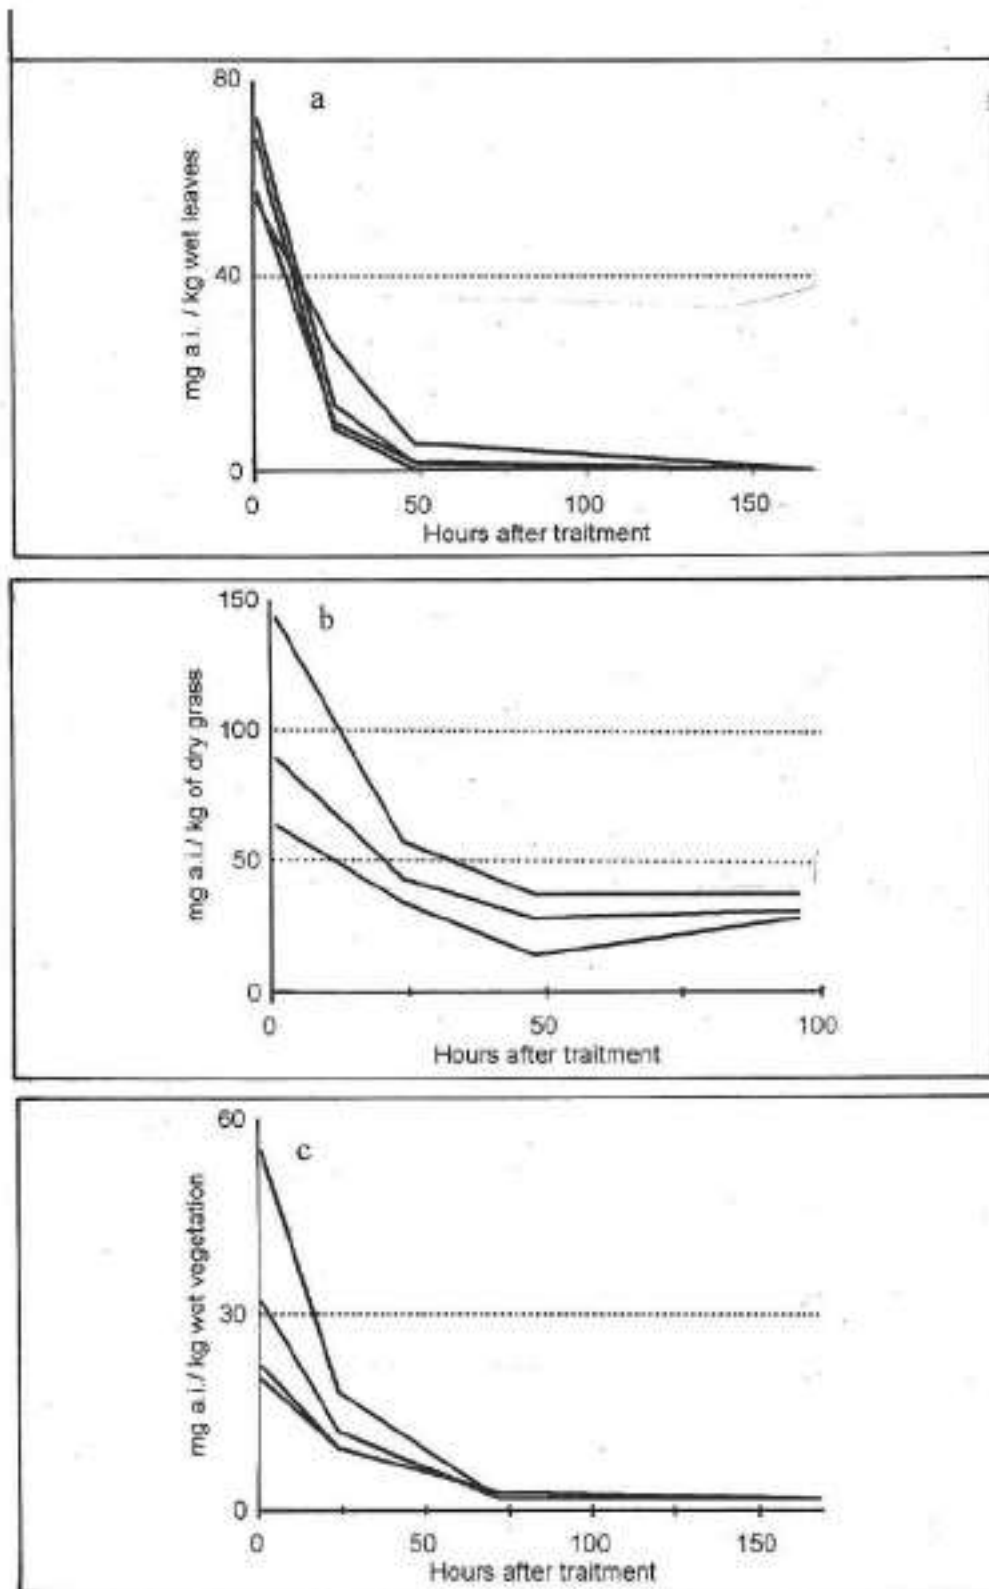 80
a
mg a.i. / kg wet leaves
40
0
0 50 100 150
Hours after traitment
150
b
mg a.i./ kg of dry grass
100
50
0
0 50 100
Hours after traitment
60
c
mg a.i./ kg wet vegetation
30
0
0 50 100 150
Hours after traitment